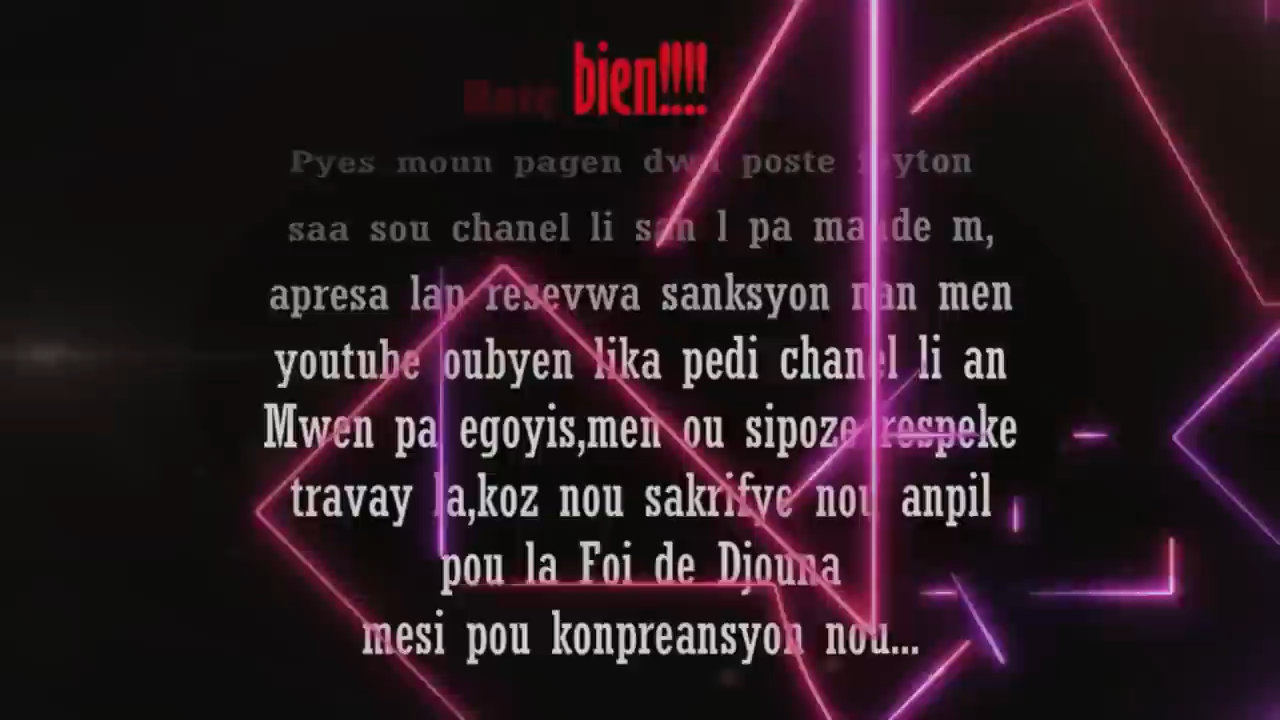 bien!!!!
Pyes moun pagen dwa poste feyton
saa sou chanel li san l pa mande m,
apresa lap resevwa sanksyon nan men
youtube oubyen lika pedi chanel li an
Mwen pa egoyis,men ou sipoze respeke
travay la,koz nou sakrifye nou anpil
pou la Foi de Djouna
mesi pou konpreansyon nou...